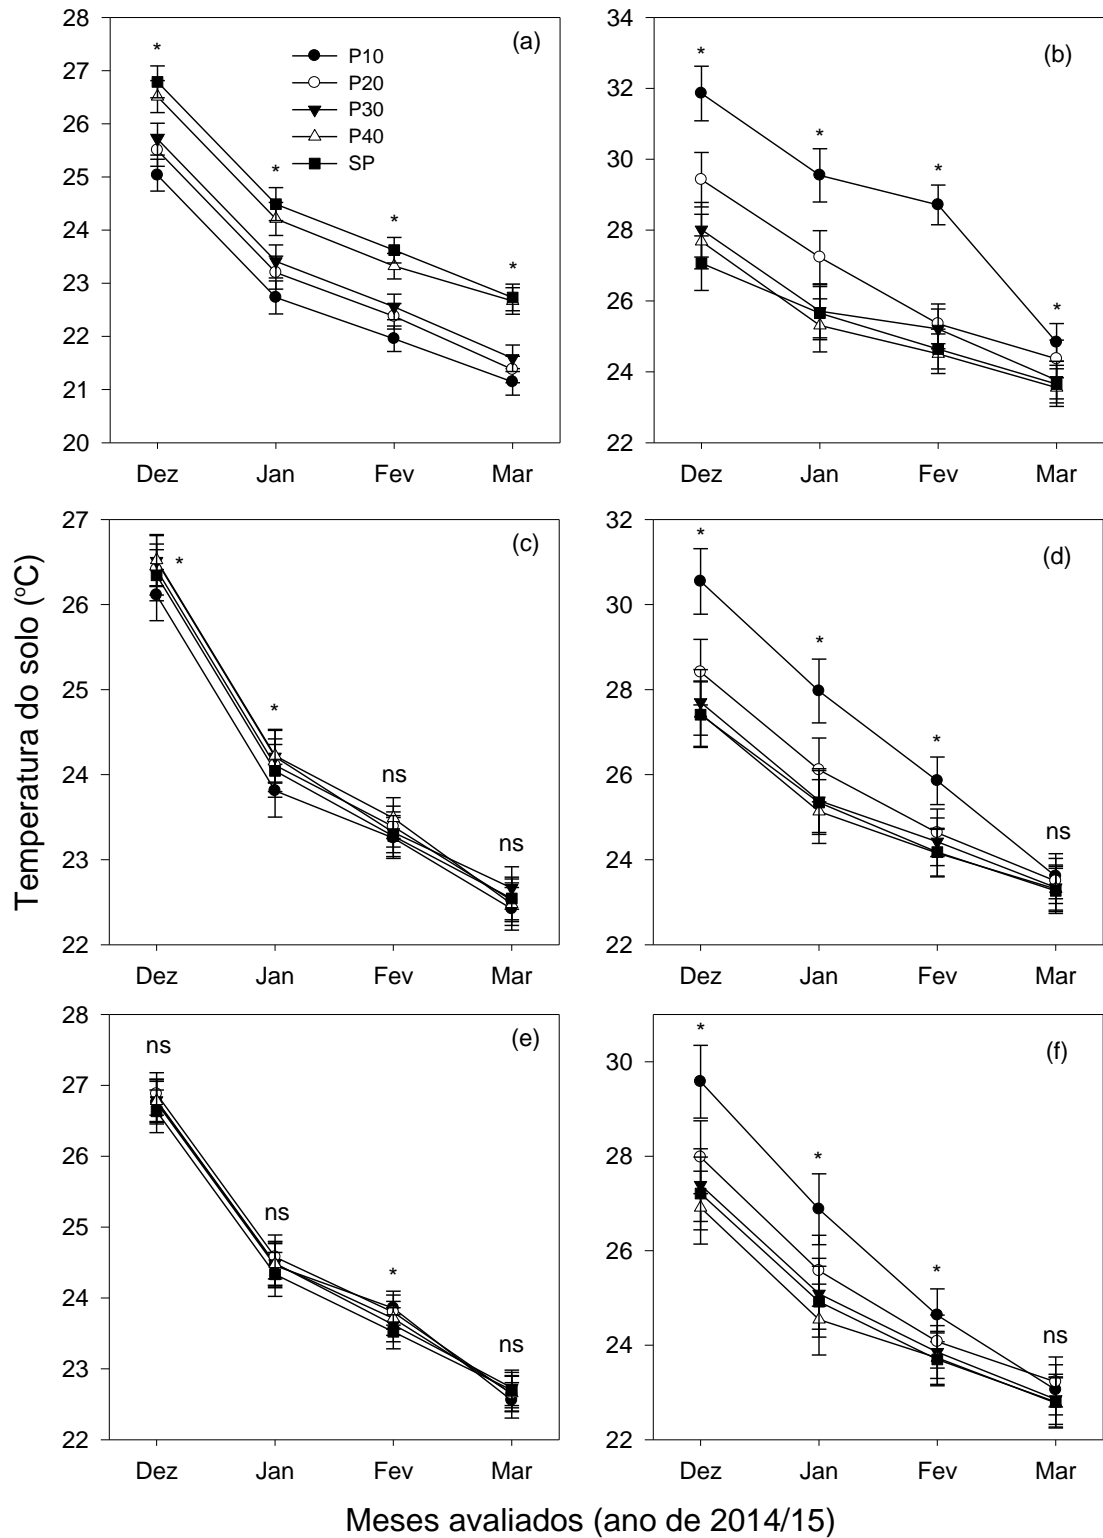 28
27
26
25
24
23
22
21
20
(a)
*
*
*
*
P10
P20
P30
P40
SP
Dez Jan Fev Mar
34
32
30
28
26
24
22
(b)
*
*
*
*
Dez Jan Fev Mar
27
26
25
24
23
22
(c)
*
*
ns
ns
Dez Jan Fev Mar
32
30
28
26
24
22
(d)
*
*
*
ns
Dez Jan Fev Mar
28
27
26
25
24
23
22
(e)
ns
ns
*
ns
Dez Jan Fev Mar
30
28
26
24
22
(f)
*
*
*
ns
Dez Jan Fev Mar
Temperatura do solo (ºC)
Meses avaliados (ano de 2014/15)